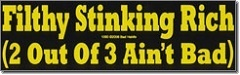 Filthy Stinking Rich
(2 Out Of 3 Ain't Bad)